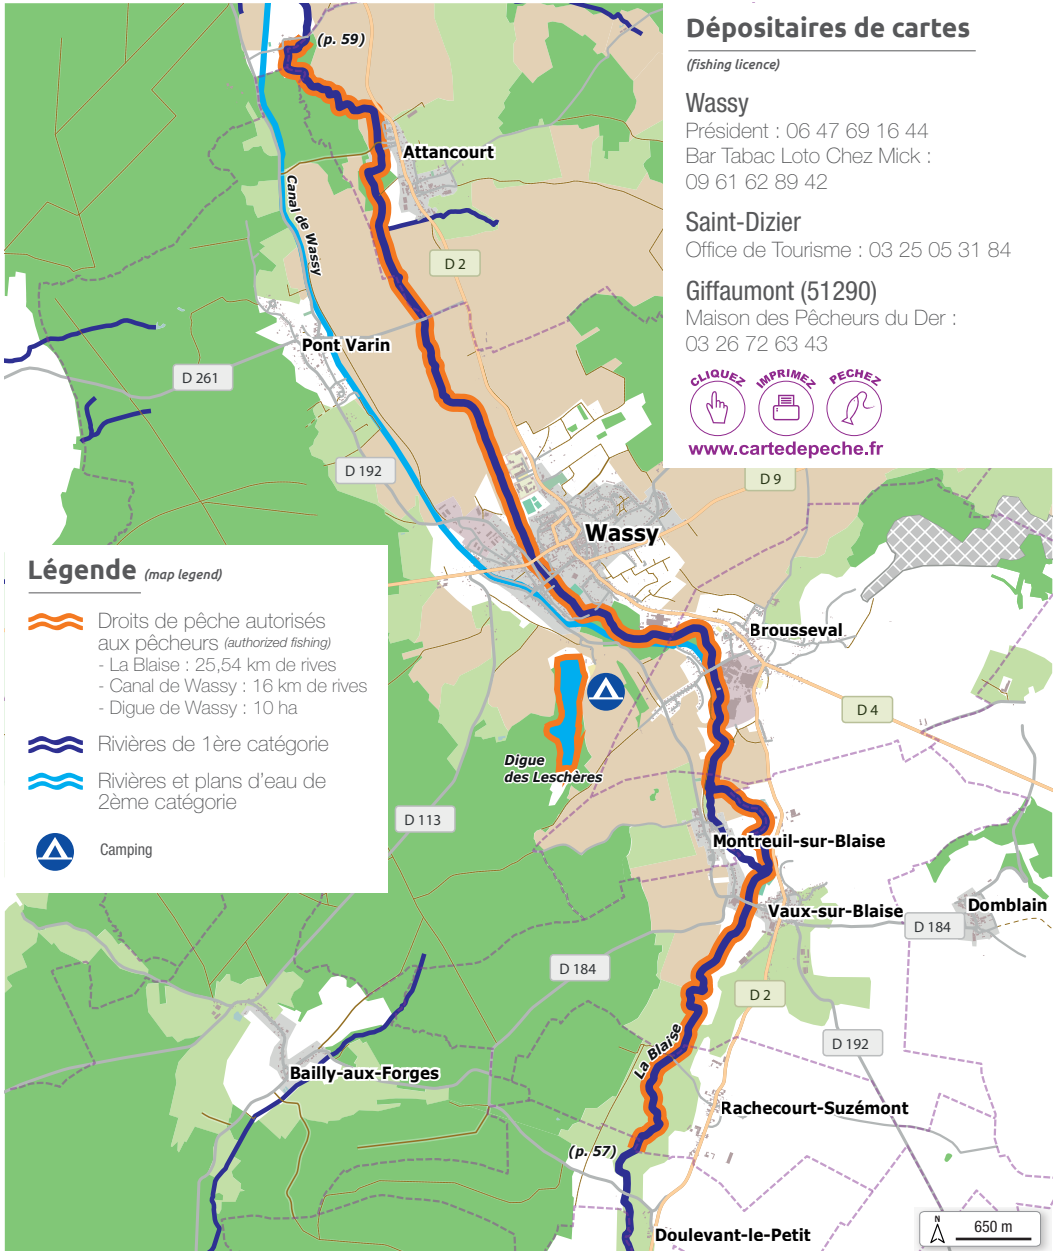 Dépositaires de cartes
(fishing licence)
Wassy
Président : 06 47 69 16 44
Bar Tabac Loto Chez Mick :
09 61 62 89 42
Saint-Dizier
Office de Tourisme : 03 25 05 31 84
Giffaumont (51290)
Maison des Pêcheurs du Der :
03 26 72 63 43
CLIQUEZ IMPRIMEZ PECHEZ
www.cartedepeche.fr
(p. 59)
Attancourt
Canal de Wassy
D 2
Pont Varin
D 261
D 192
D 9
Wassy
Légende (map legend)
Droits de pêche autorisés
aux pêcheurs (authorized fishing)
- La Blaise : 25,54 km de rives
- Canal de Wassy : 16 km de rives
- Digue de Wassy : 10 ha
Rivières de 1ère catégorie
Rivières et plans d'eau de
2ème catégorie
Camping
Brousseval
D 4
Digue
des Leschères
D 113
Montreuil-sur-Blaise
Vaux-sur-Blaise
Domblain
D 184
D 184
D 2
La Blaise
D 192
Bailly-aux-Forges
Rachecourt-Suzémont
(p. 57)
Doulevant-le-Petit
N
650 m